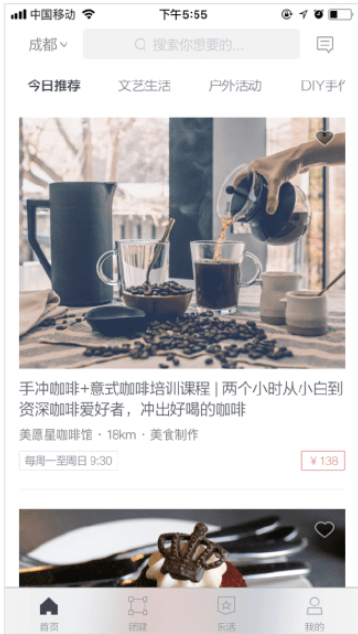 中国移动 下午5:55
成都 搜索你想要的...
今日推荐 文艺生活 户外活动 DIY手作
手冲咖啡+意式咖啡培训课程 | 两个小时从小白到
资深咖啡爱好者，冲出好喝的咖啡
美愿星咖啡馆 · 18km · 美食制作
每周一至周日 9:30 ￥138
首页 团建 乐活 我的